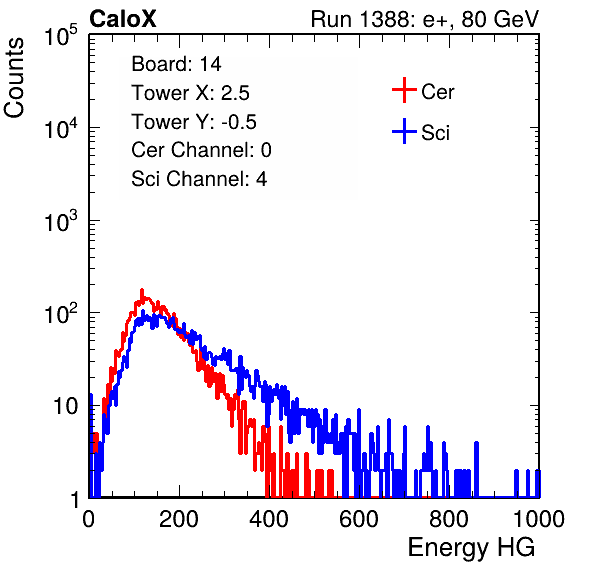 CaloX Run 1388: e+, 80 GeV
Counts
Board: 14
Tower X: 2.5
Tower Y: -0.5
Cer Channel: 0
Sci Channel: 4
Cer
Sci
10^5
10^4
10^3
10^2
10
1
0 200 400 600 800 1000
Energy HG